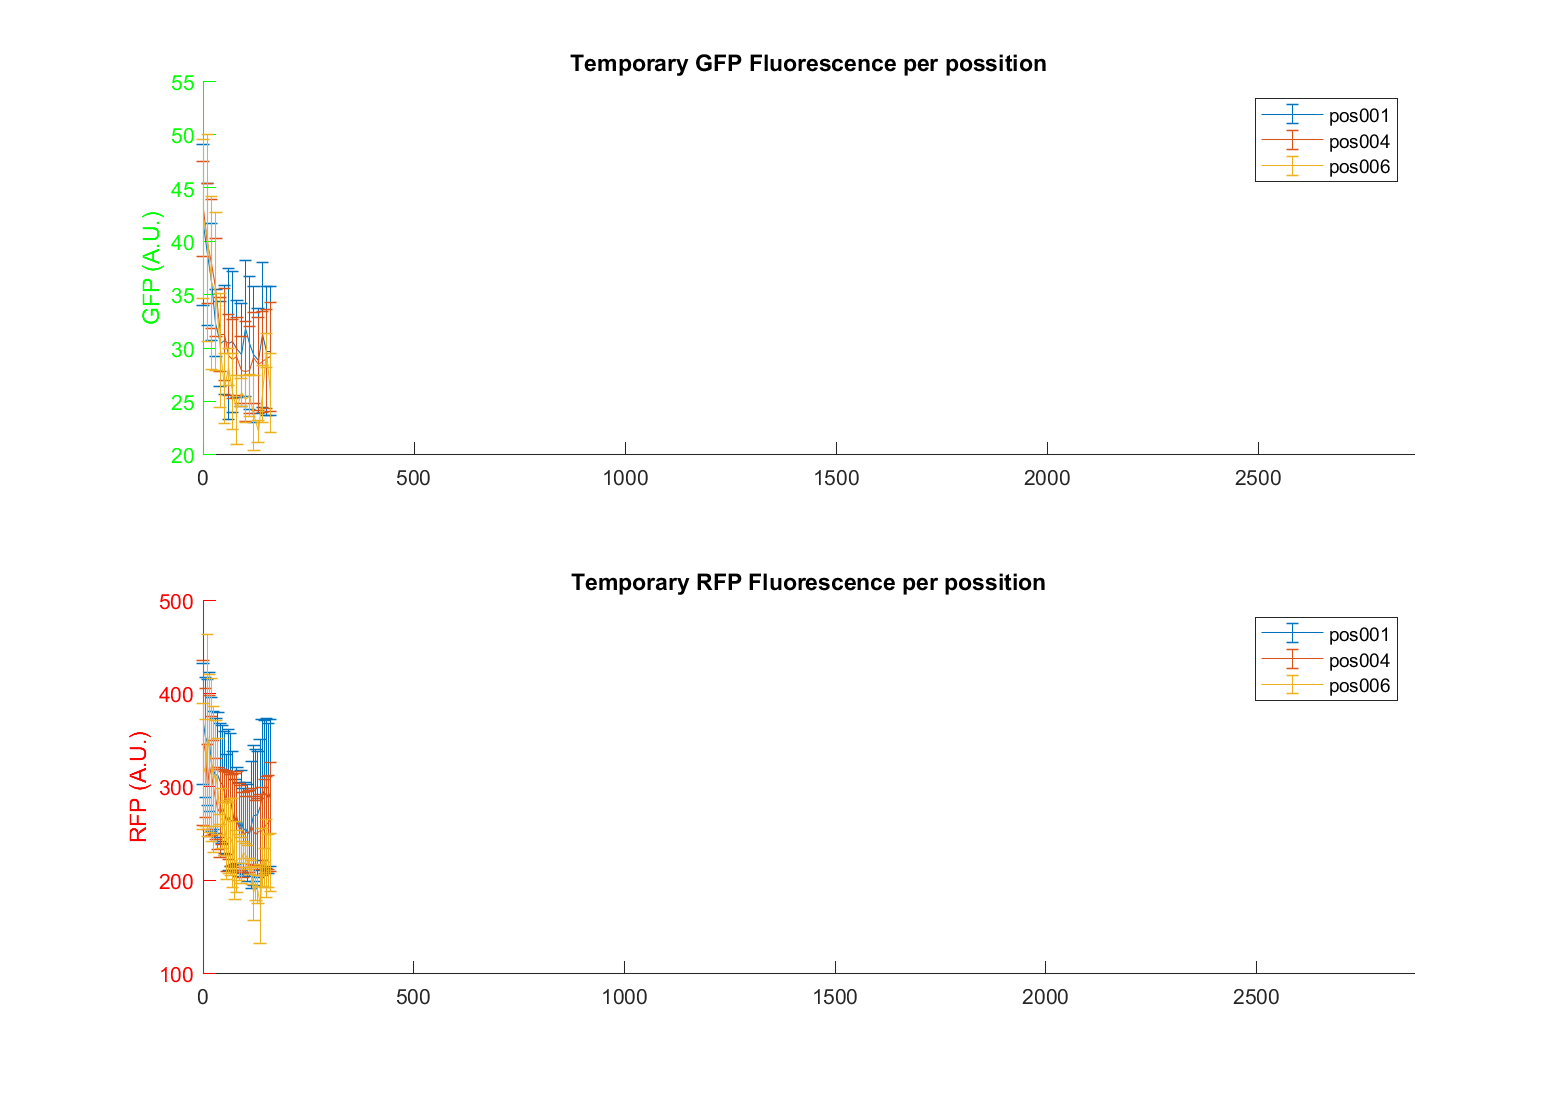 Temporary GFP Fluorescence per possition
55
50
45
40
35
30
25
20
GFP (A.U.)
0 500 1000 1500 2000 2500
pos001
pos004
pos006
Temporary RFP Fluorescence per possition
500
400
300
200
100
RFP (A.U.)
0 500 1000 1500 2000 2500
pos001
pos004
pos006